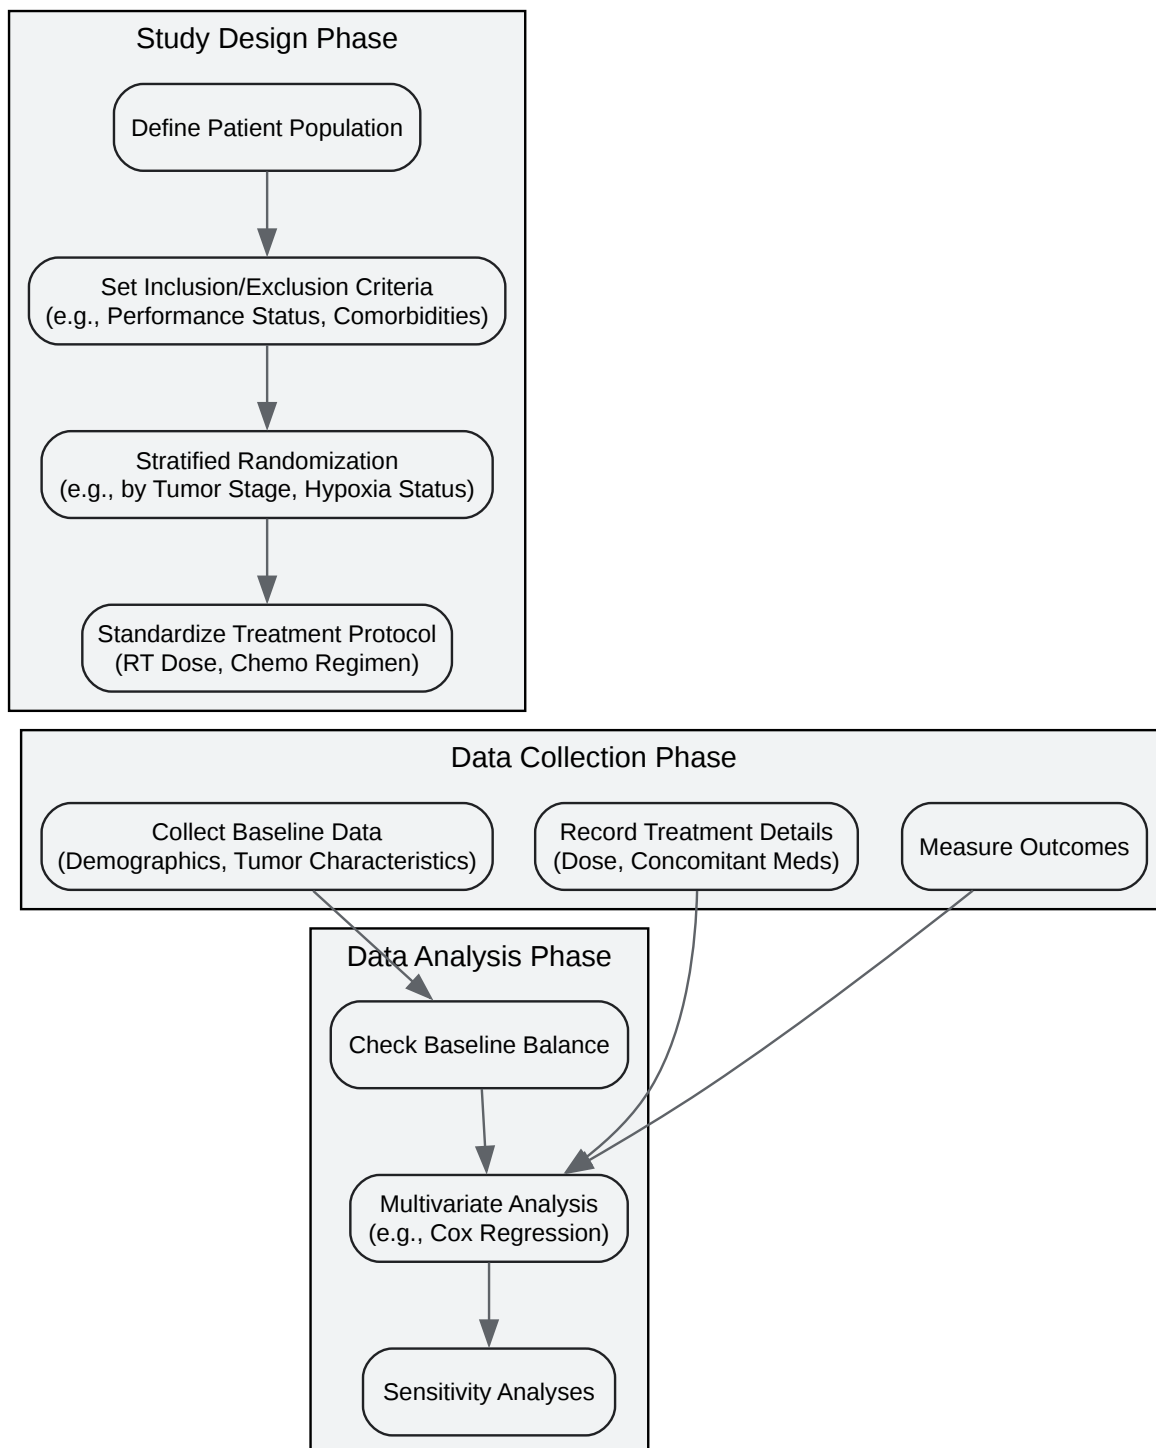 Study Design Phase
Define Patient Population
Set Inclusion/Exclusion Criteria
(e.g., Performance Status, Comorbidities)
Stratified Randomization
(e.g., by Tumor Stage, Hypoxia Status)
Standardize Treatment Protocol
(RT Dose, Chemo Regimen)
Data Collection Phase
Collect Baseline Data
(Demographics, Tumor Characteristics)
Record Treatment Details
(Dose, Concomitant Meds)
Measure Outcomes
Data Analysis Phase
Check Baseline Balance
Multivariate Analysis
(e.g., Cox Regression)
Sensitivity Analyses